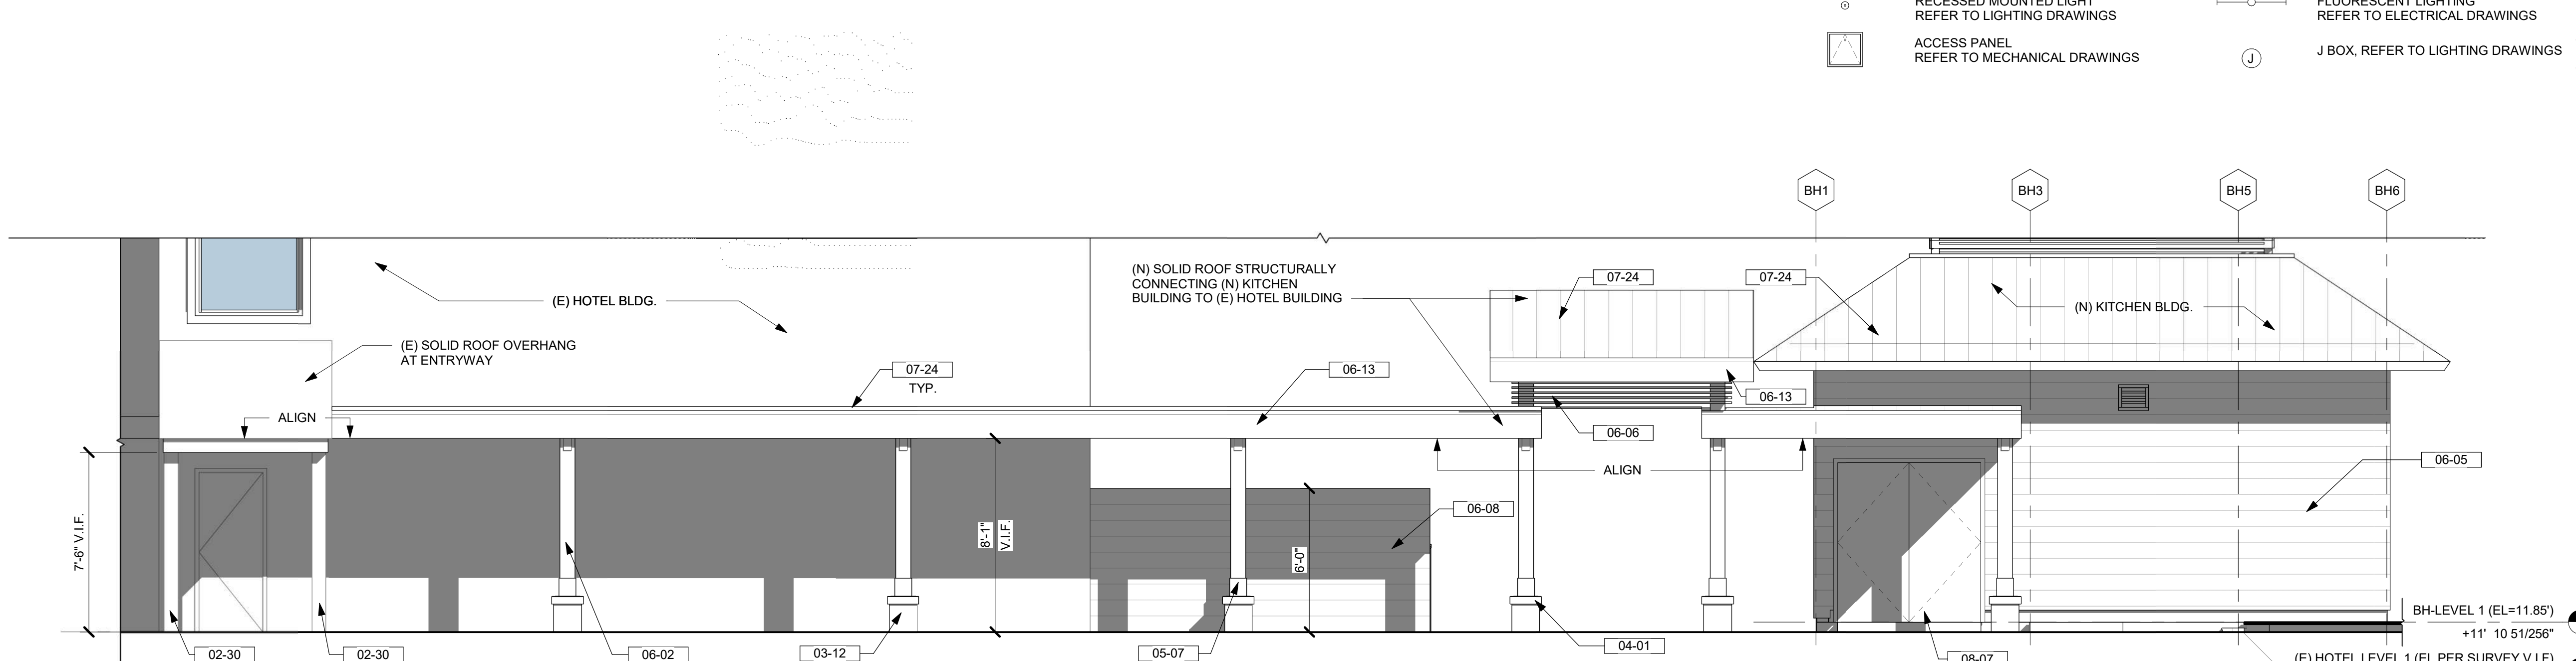 RECESSED MOUNTED LIGHT
REFER TO LIGHTING DRAWINGS
FLUORESCENT LIGHTING
REFER TO ELECTRICAL DRAWINGS
ACCESS PANEL
REFER TO MECHANICAL DRAWINGS
J
J BOX, REFER TO LIGHTING DRAWINGS
BH1
BH3
BH5
BH6
(E) HOTEL BLDG.
(N) SOLID ROOF STRUCTURALLY
CONNECTING (N) KITCHEN
BUILDING TO (E) HOTEL BUILDING
07-24
07-24
(N) KITCHEN BLDG.
(E) SOLID ROOF OVERHANG
AT ENTRYWAY
07-24
TYP.
06-13
06-13
ALIGN
06-06
ALIGN
06-05
7'-6" V.I.F.
8'-1"
V.I.F.
6'-0"
06-08
02-30
02-30
06-02
03-12
05-07
04-01
08-07
BH-LEVEL 1 (EL=11.85')
+11' 10 51/256"
(E) HOTEL LEVEL 1 (EL PER SURVEY V.I.F)